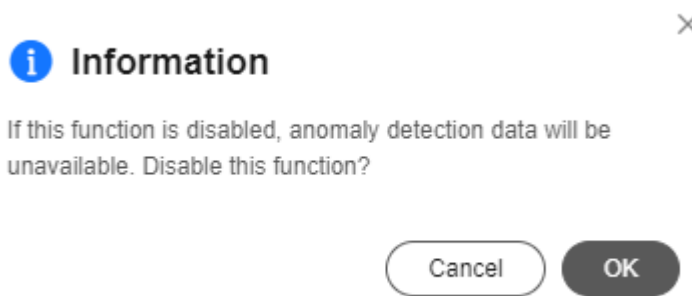 Information
If this function is disabled, anomaly detection data will be
unavailable. Disable this function?
Cancel
OK